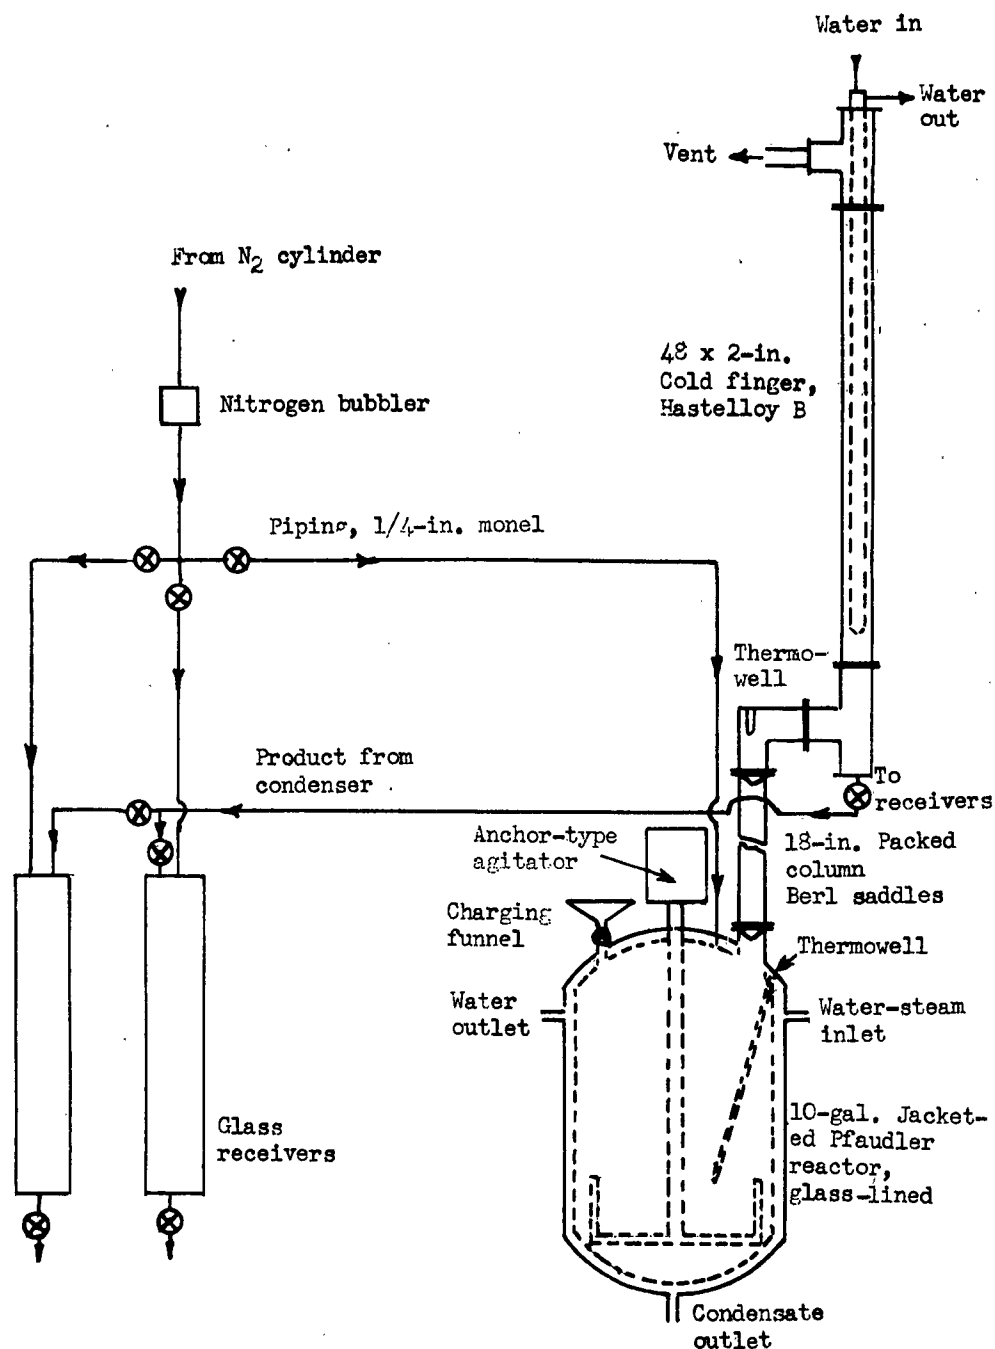 Water in
Water
out
Vent
From N2 cylinder
48 x 2-in.
Cold finger,
Hastelloy B
Nitrogen bubbler
Piping, 1/4-in. monel
Thermo-
well
Product from
condenser
To
receivers
Anchor-type
agitator
18-in. Packed
column
Berl saddles
Charging
funnel
Thermowell
Water
outlet
Water-steam
inlet
Glass
receivers
10-gal. Jacket-
ed Pfaudler
reactor,
glass-lined
Condensate
outlet